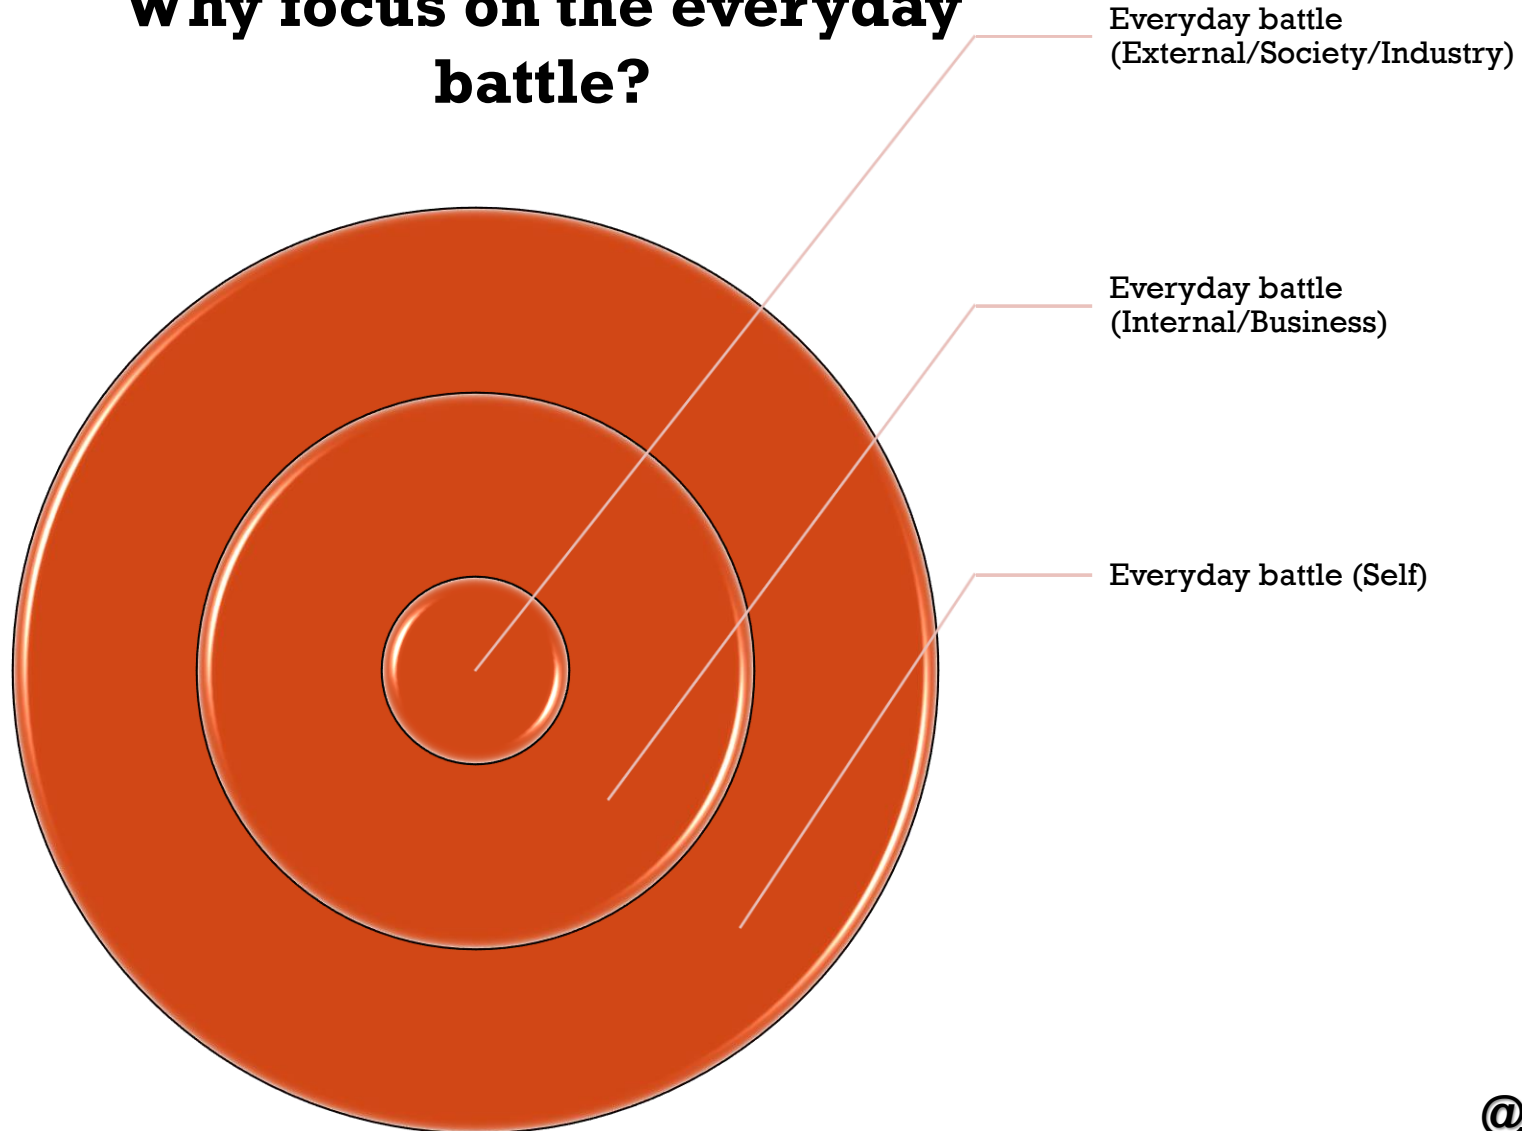 Why focus on the everyday
battle?
Everyday battle
(External/Society/Industry)
Everyday battle
(Internal/Business)
Everyday battle (Self)
@